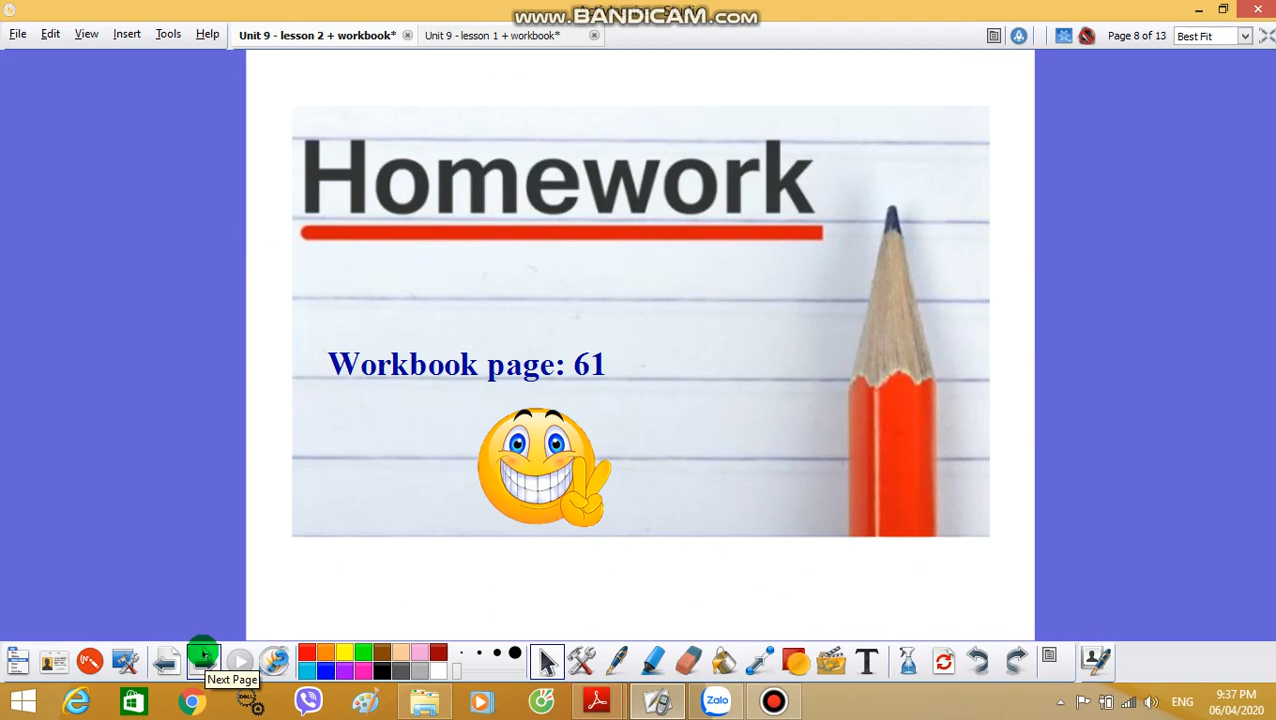 www.BANDICAM.com
File Edit View Insert Tools Help
Unit 9 - lesson 2 + workbook*
Unit 9 - lesson 1 + workbook*
Page 8 of 13
Best Fit
Homework
Workbook page: 61
Next Page
DELL
Zalo
ENG
9:37 PM
06/04/2020